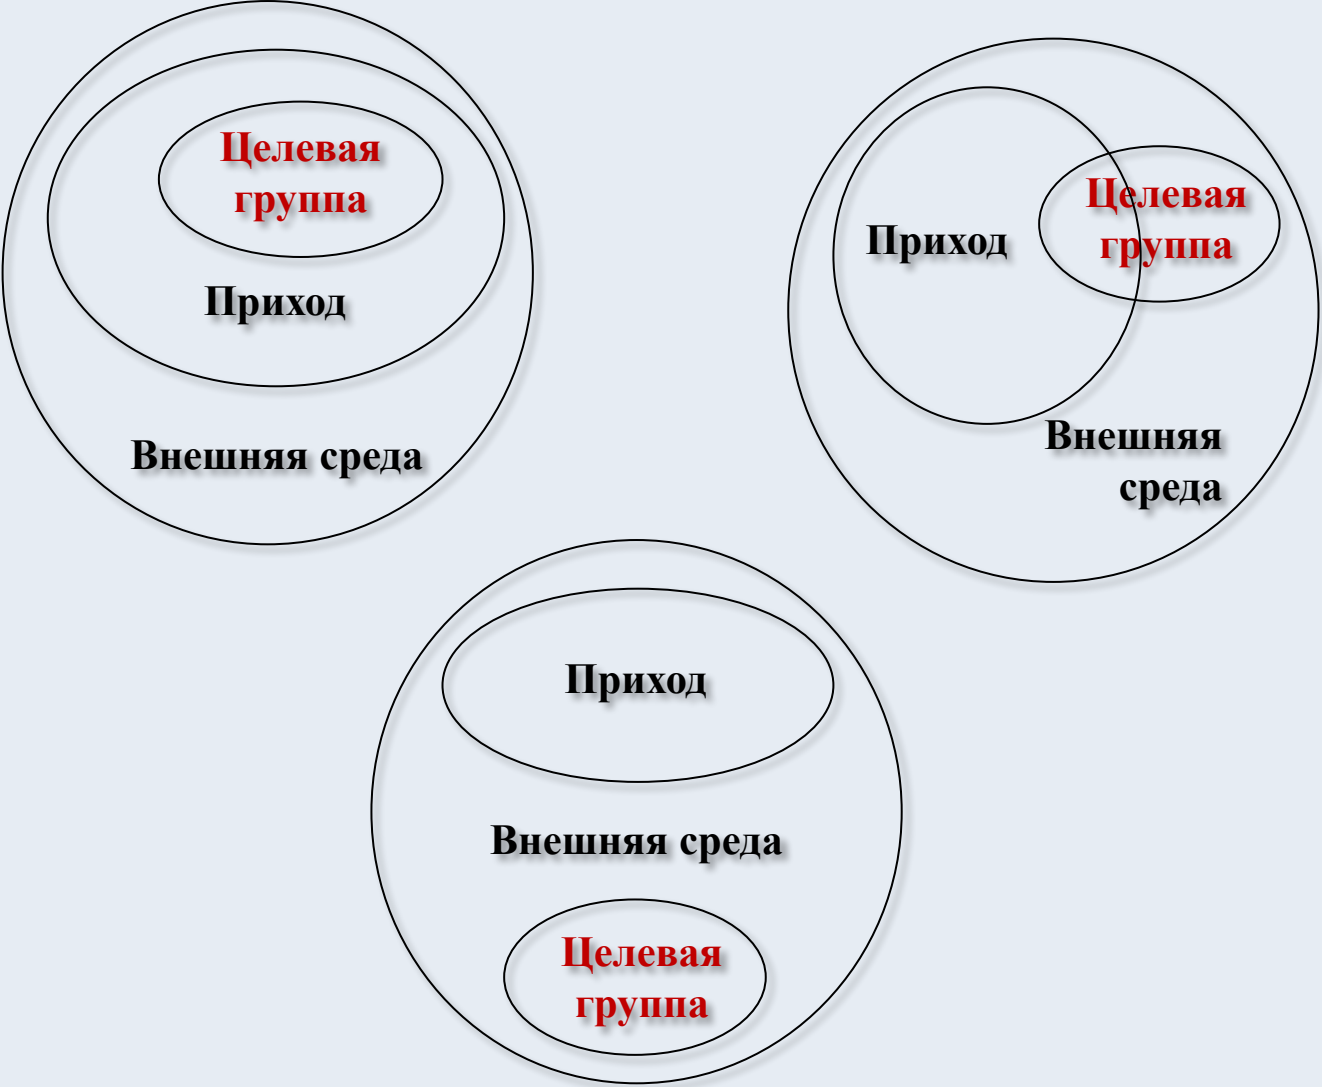 Целевая
группа
Приход
Внешняя среда
Приход
Целевая
группа
Внешняя
среда
Приход
Внешняя среда
Целевая
группа